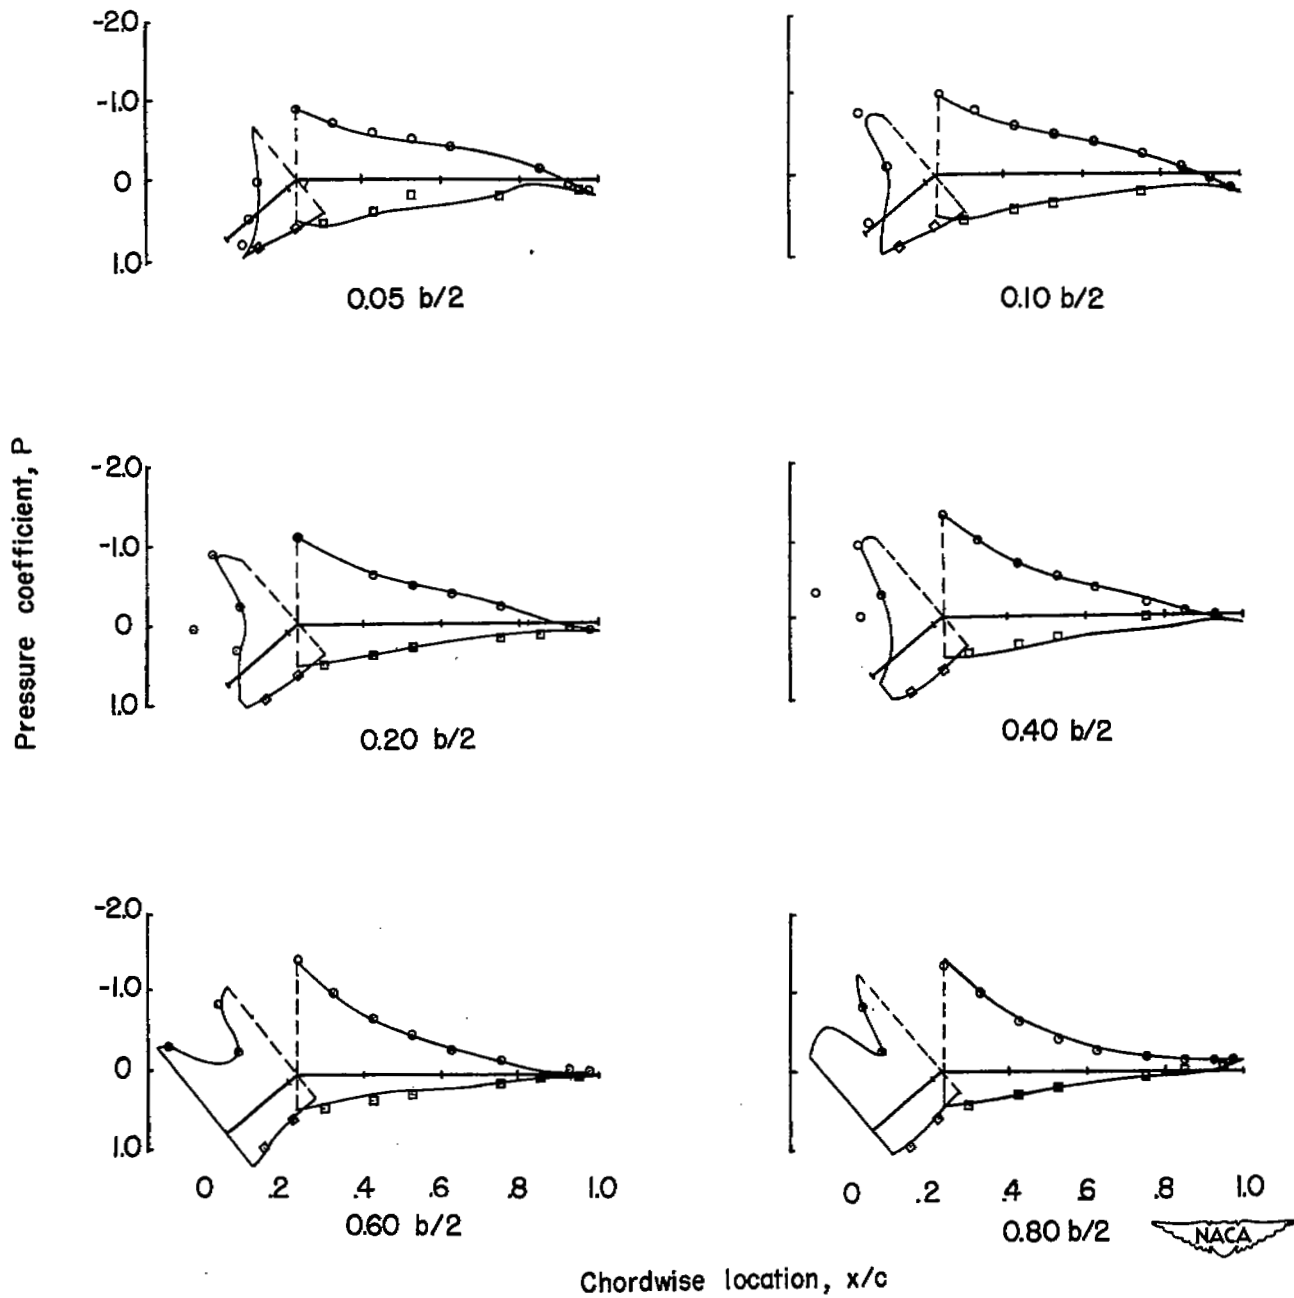 -2.0
-1.0
0
1.0
0.05 b/2
0.10 b/2
Pressure coefficient, P
-2.0
-1.0
0
1.0
0.20 b/2
0.40 b/2
-2.0
-1.0
0
1.0
0 .2 .4 .6 .8 1.0
0.60 b/2
0 .2 .4 .6 .8 1.0
0.80 b/2
NACA
Chordwise location, x/c